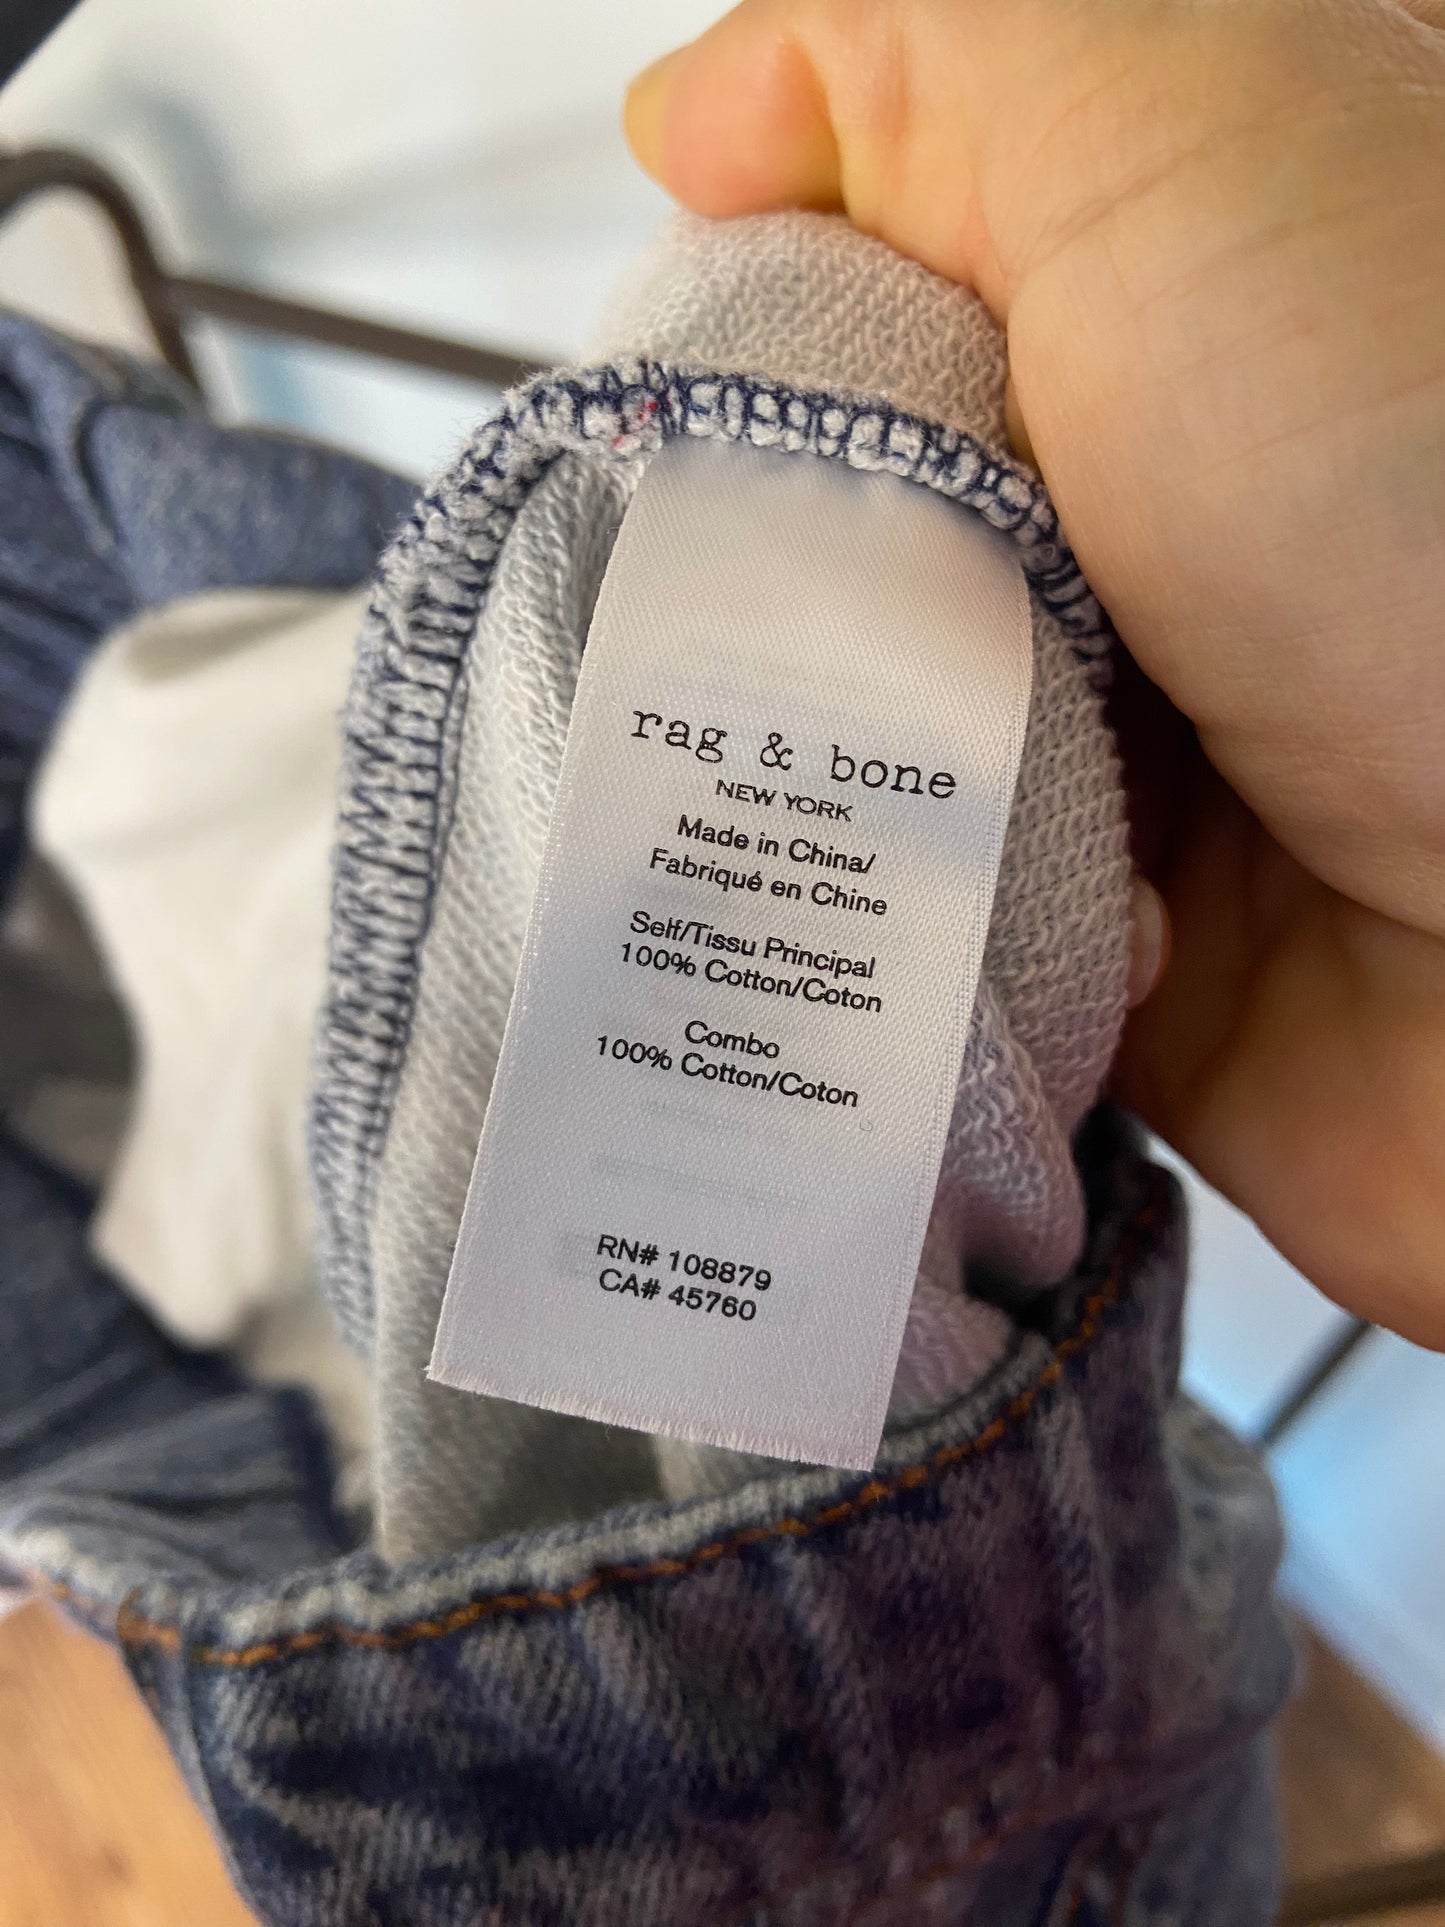 rag & bone
NEW YORK
Made in China/
Fabriqué en Chine
Self/Tissu Principal
100% Cotton/Coton
Combo
100% Cotton/Coton
RN# 108879
CA# 45760